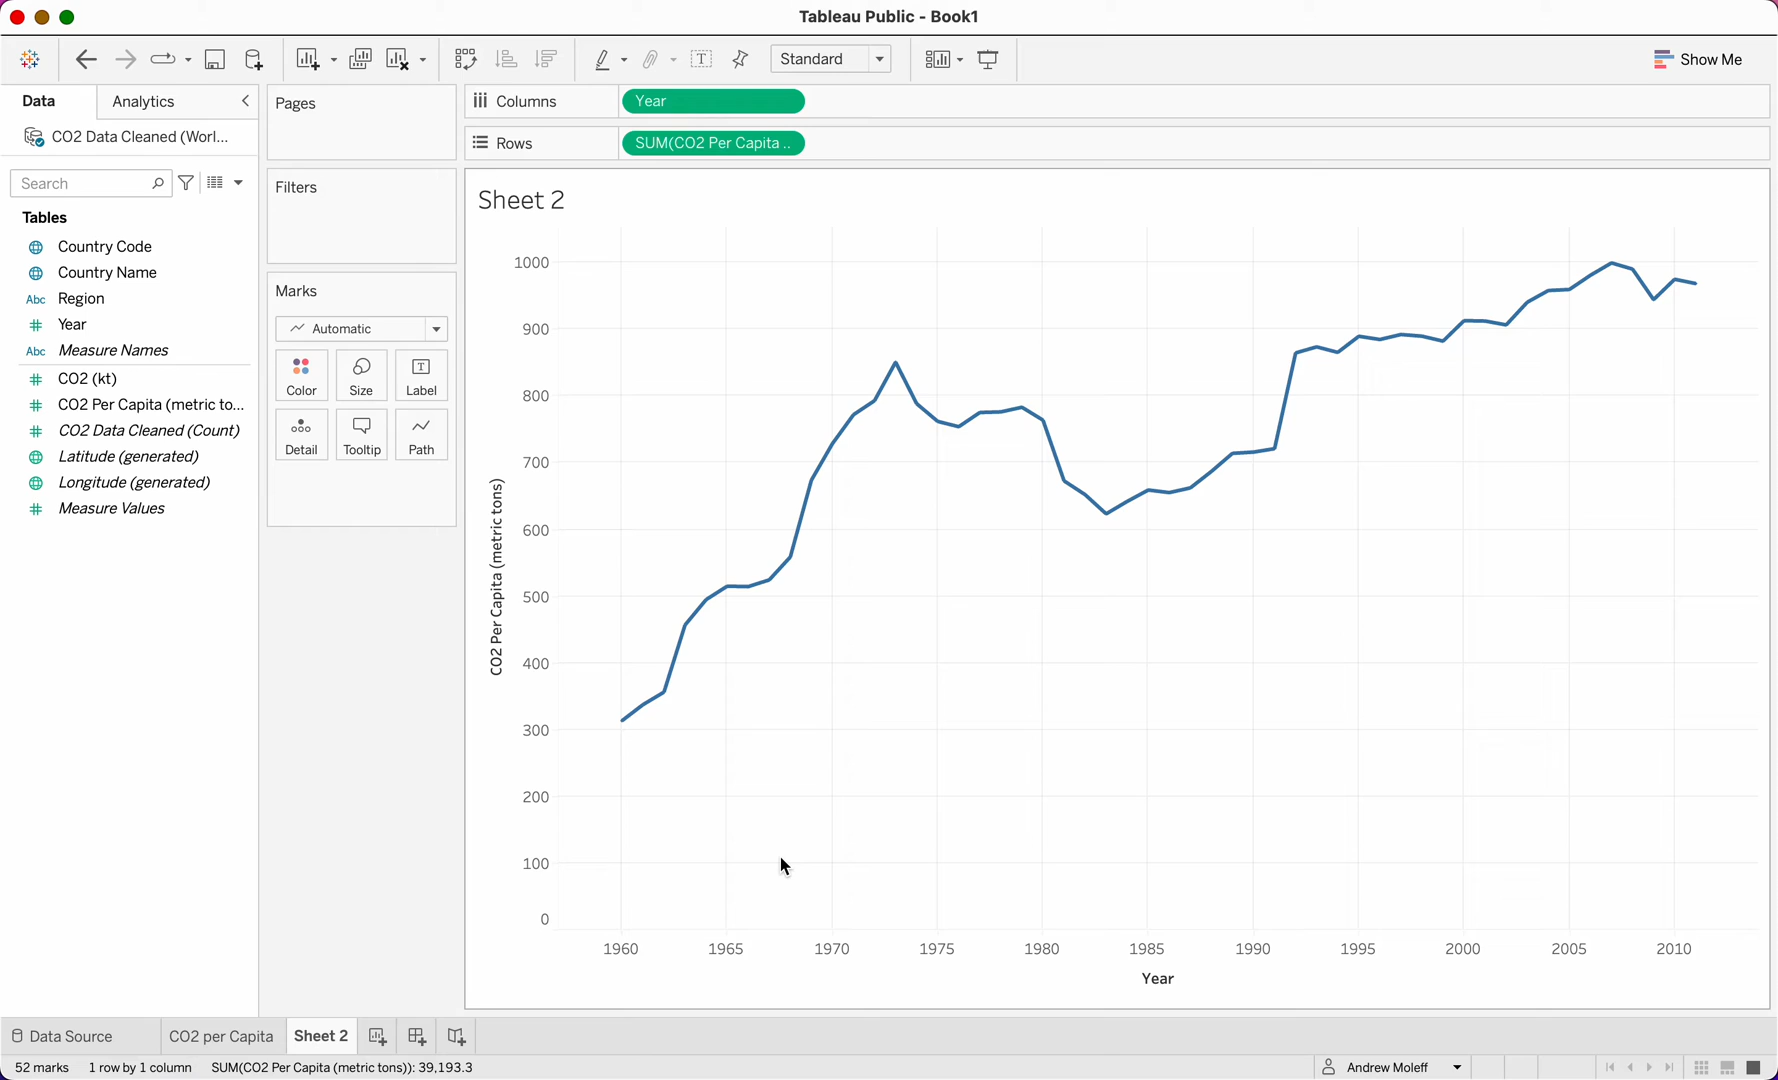 Tableau Public - Book1
Standard
Show Me
Data
Analytics
CO2 Data Cleaned (Worl...
Search
Tables
Country Code
Country Name
Abc Region
Year
Abc Measure Names
CO2 (kt)
CO2 Per Capita (metric to...
CO2 Data Cleaned (Count)
Latitude (generated)
Longitude (generated)
Measure Values
Pages
Filters
Marks
Automatic
Color
Size
Label
Detail
Tooltip
Path
Columns
Year
Rows
SUM(CO2 Per Capita ..
Sheet 2
CO2 Per Capita (metric tons)
1000
900
800
700
600
500
400
300
200
100
0
1960 1965 1970 1975 1980 1985 1990 1995 2000 2005 2010
Year
Data Source
CO2 per Capita
Sheet 2
52 marks 1 row by 1 column SUM(CO2 Per Capita (metric tons)): 39,193.3
Andrew Moleff